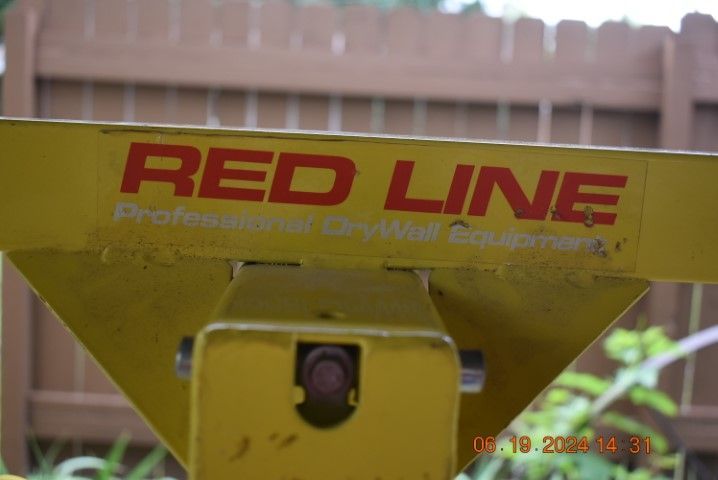 RED LINE
Professional DryWall Equipment
06.19.2024 14:31